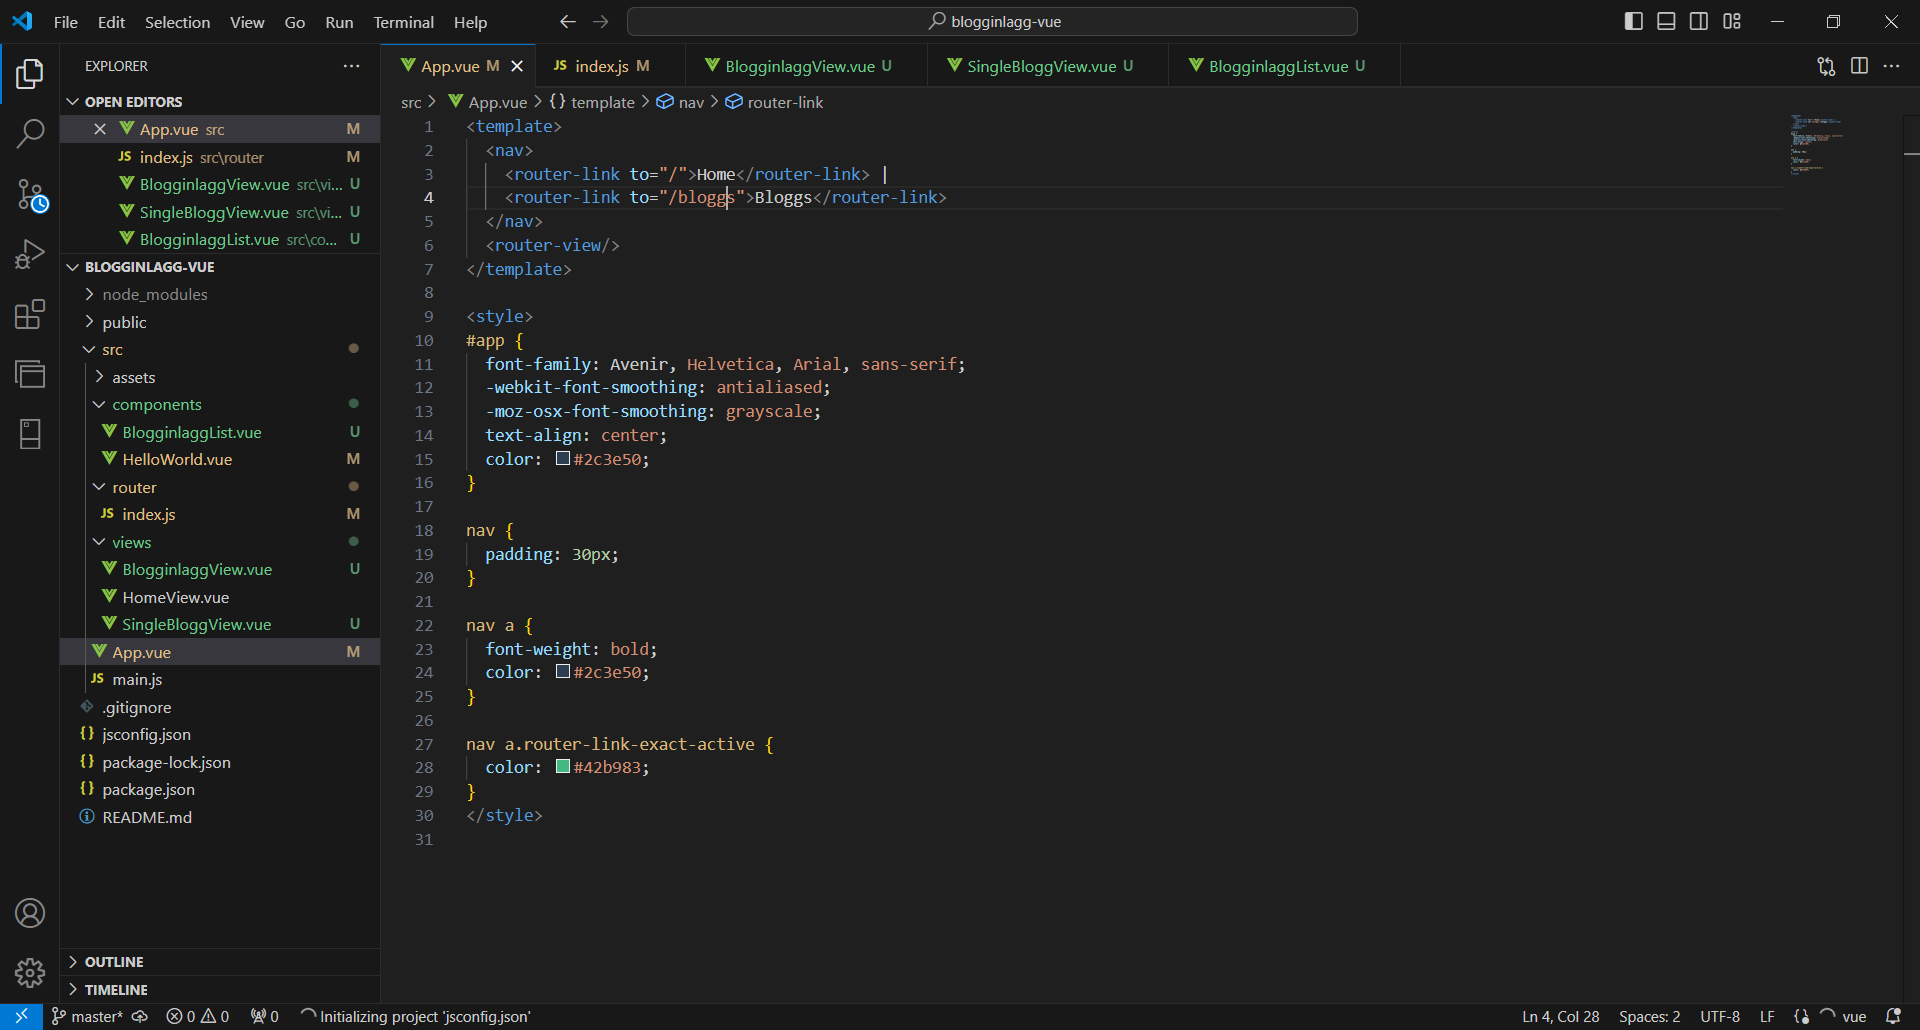 File Edit Selection View Go Run Terminal Help
blogginlagg-vue
EXPLORER
OPEN EDITORS
App.vue src M
JS index.js src\router M
BlogginlaggView.vue src\vi... U
SingleBloggView.vue src\vi... U
BlogginlaggList.vue src\co... U
BLOGGINLAGG-VUE
node_modules
public
src
assets
components
BlogginlaggList.vue U
HelloWorld.vue M
router
JS index.js M
views
BlogginlaggView.vue U
HomeView.vue
SingleBloggView.vue U
App.vue M
JS main.js
.gitignore
{} jsconfig.json
{} package-lock.json
{} package.json
README.md
OUTLINE
TIMELINE
App.vue M JS index.js M BlogginlaggView.vue U SingleBloggView.vue U BlogginlaggList.vue U
src > App.vue > {} template > nav > router-link
1 <template>
2 <nav>
3 <router-link to="/">Home</router-link> |
4 <router-link to="/bloggs">Bloggs</router-link>
5 </nav>
6 <router-view/>
7 </template>
8
9 <style>
10 #app {
11 font-family: Avenir, Helvetica, Arial, sans-serif;
12 -webkit-font-smoothing: antialiased;
13 -moz-osx-font-smoothing: grayscale;
14 text-align: center;
15 color: #2c3e50;
16 }
17
18 nav {
19 padding: 30px;
20 }
21
22 nav a {
23 font-weight: bold;
24 color: #2c3e50;
25 }
26
27 nav a.router-link-exact-active {
28 color: #42b983;
29 }
30 </style>
31
master* 0 0 0 Initializing project 'jsconfig.json' Ln 4, Col 28 Spaces: 2 UTF-8 LF {} vue